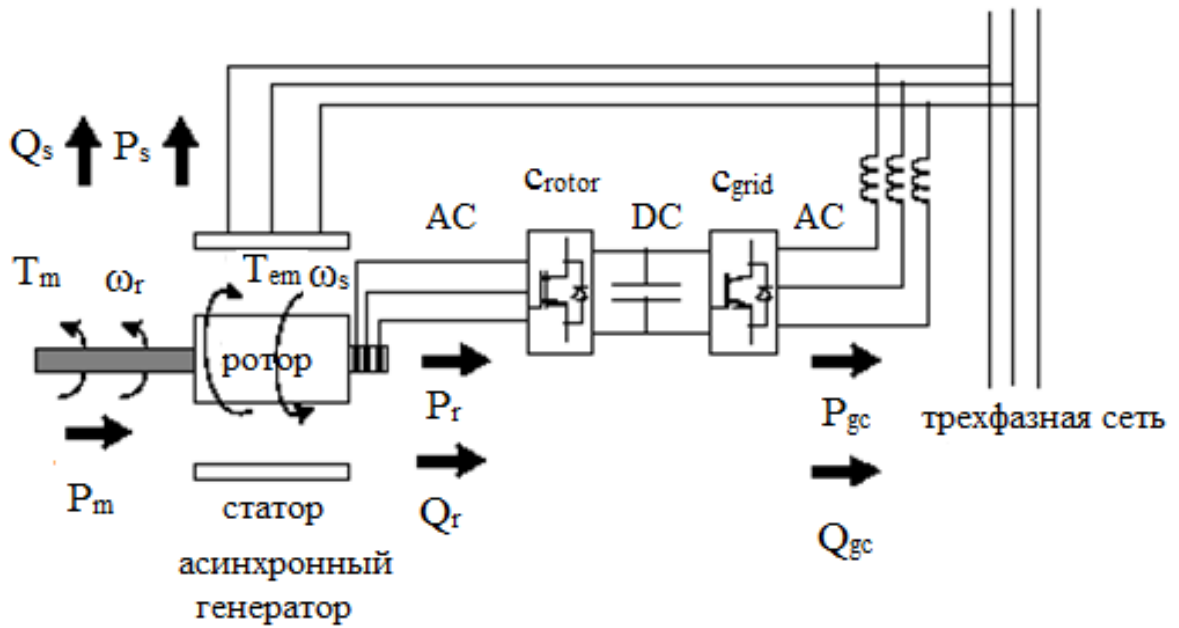 Qs Ps
crotor cgrid
AC DC AC
Tm ωr Tem ωs
ротор
Pr Pgc
трехфазная сеть
Pm
статор Qr Qgc
асинхронный
генератор